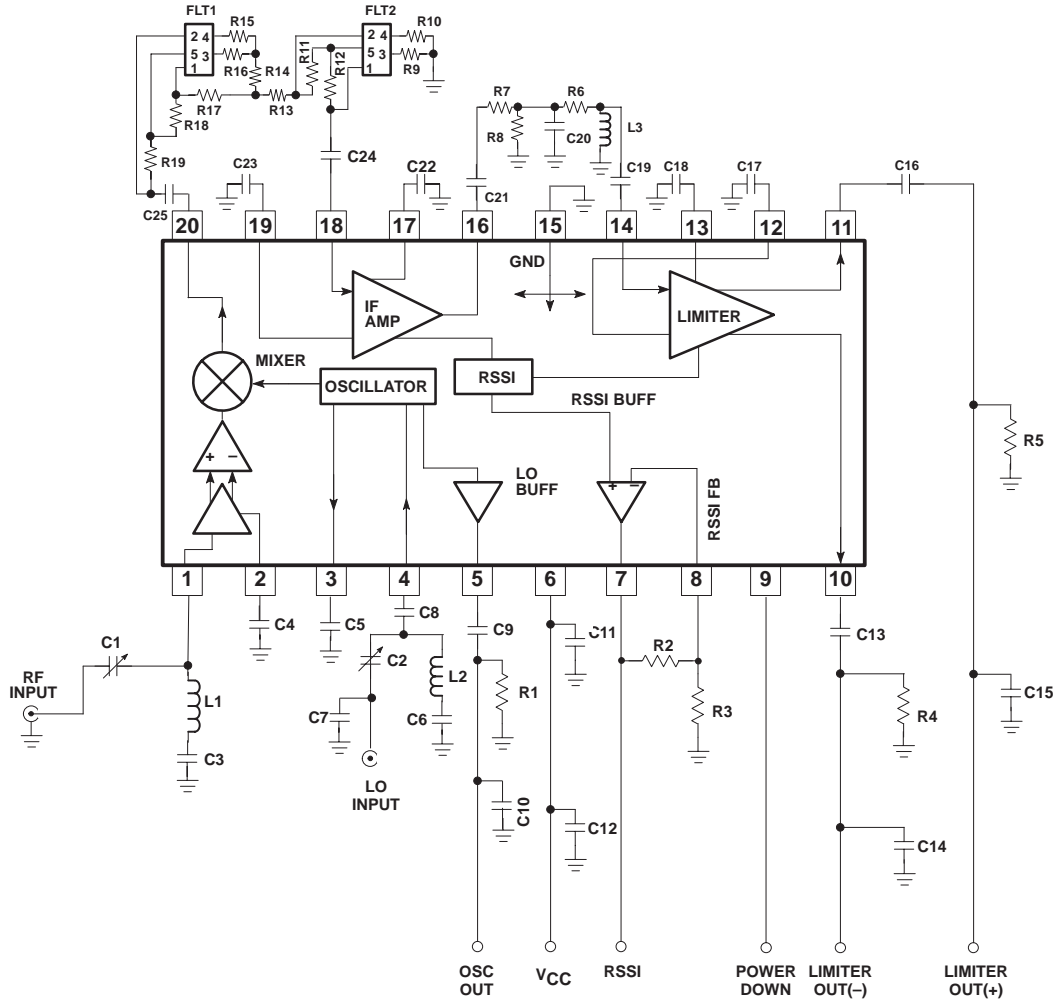 FLT1
FLT2
R15
R10
2 4
5 3
1
2 4
5 3
1
R16
R14
R11
R12
R9
R17
R13
R18
R19
C25
C23
C24
C22
R7
R6
R8
C20
L3
C21
C19
C18
C17
C16
20
19
18
17
16
15
14
13
12
11
GND
IF
AMP
LIMITER
MIXER
OSCILLATOR
RSSI
RSSI BUFF
+ −
LO
BUFF
+ −
RSSI FB
R5
1
2
3
4
5
6
7
8
9
10
C1
RF
INPUT
L1
C3
C4
C5
C8
C2
L2
C7
C6
LO
INPUT
C9
R1
C10
C11
C12
R2
R3
C13
R4
C14
C15
OSC
OUT
VCC
RSSI
POWER
DOWN
LIMITER
OUT(−)
LIMITER
OUT(+)